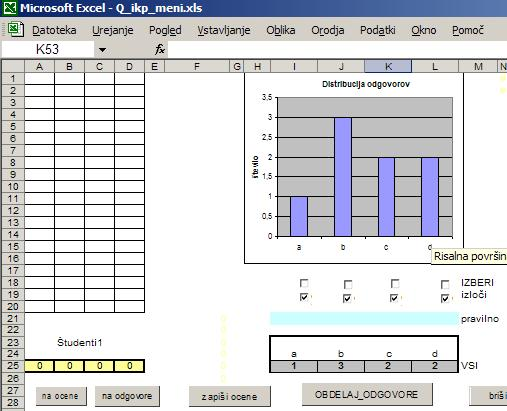 Microsoft Excel - Q_ikp_meni.xls
Datoteka Urejanje Pogled Vstavljanje Oblika Orodja Podatki Okno Pomoč
K53 fx
A B C D E F G H I J K L M N
1
2
3
4
5
6
7
8
9
10
11
12
13
14
15
16
17
18
19
20
21
23
24
25
27
28
Distribucija odgovorov
število
3,5
3
2,5
2
1,5
1
0,5
0
a b c d
Risalna površin
IZBERI
izloči
pravilno
Študenti1
a b c d
0 0 0 0 1 3 2 2 VSI
na ocene na odgovore zapiši ocene OBDELAJ_ODGOVORE briši